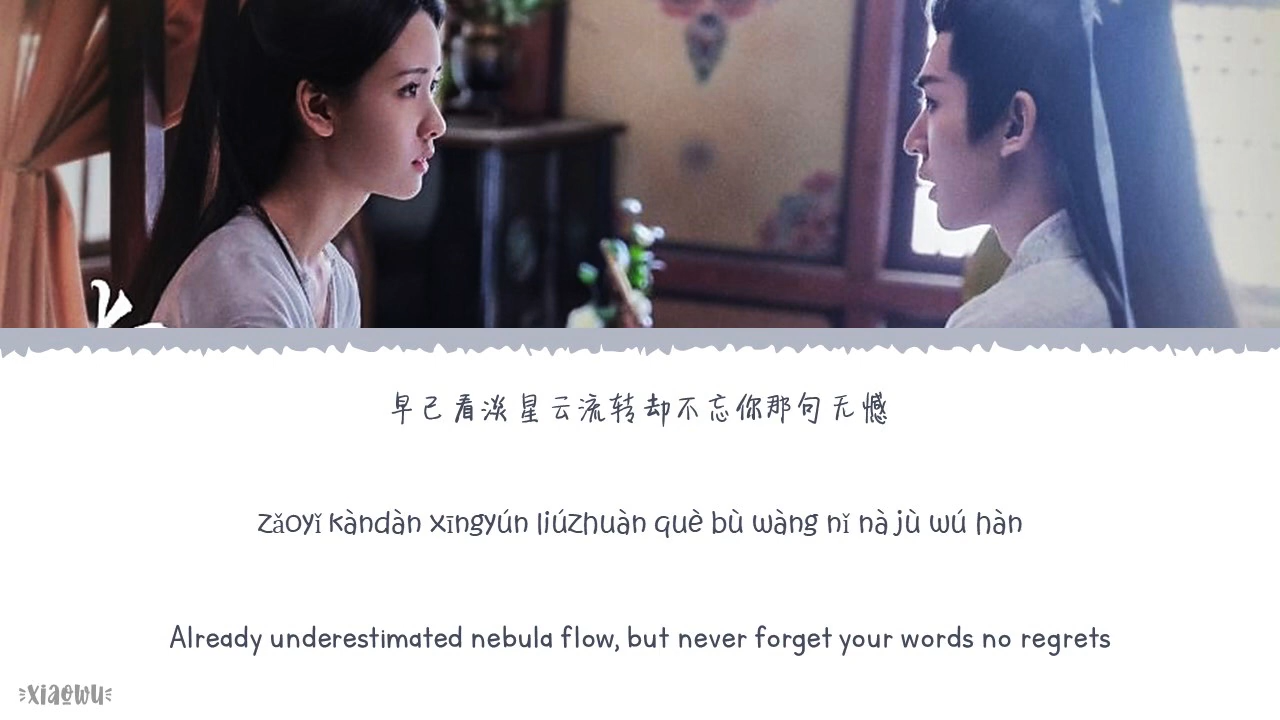 早已看淡星云流转却不忘你那句无憾
zǎoyǐ kàndàn xīngyún liúzhuàn què bù wàng nǐ nà jù wú hàn
Already underestimated nebula flow, but never forget your words no regrets
xiaowu